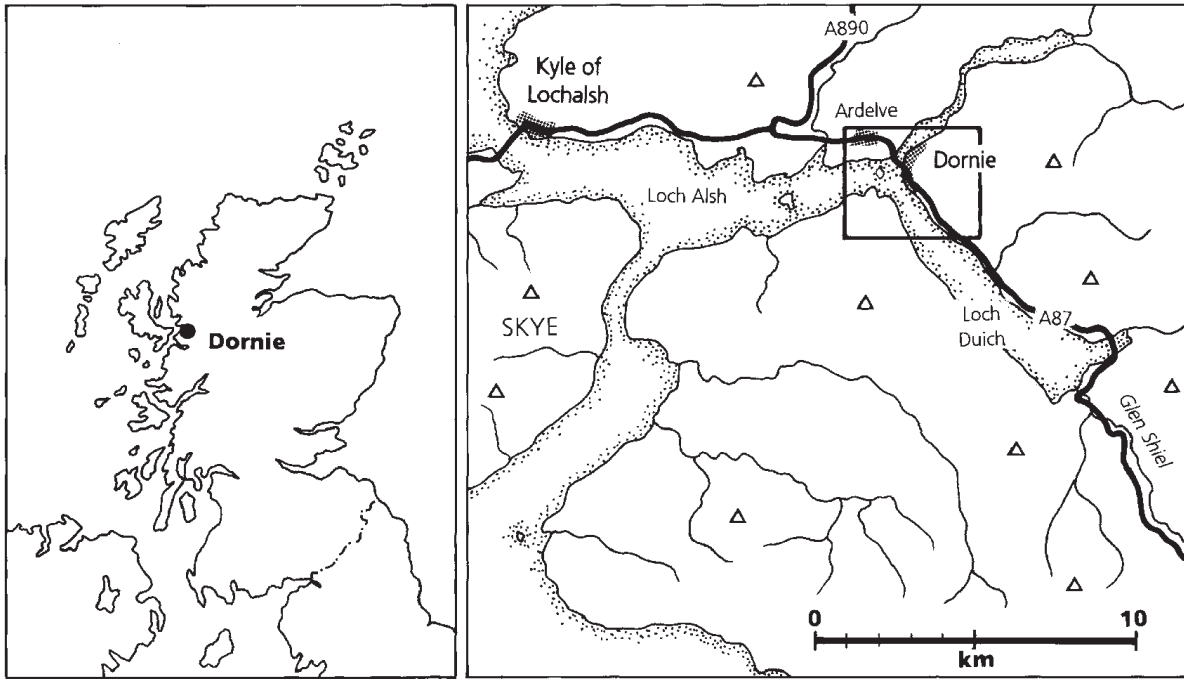 Dornie
A890
Kyle of
Lochalsh
Ardelve
Dornie
Loch Alsh
SKYE
Loch
Duich
A87
Glen Shiel
0 10
km